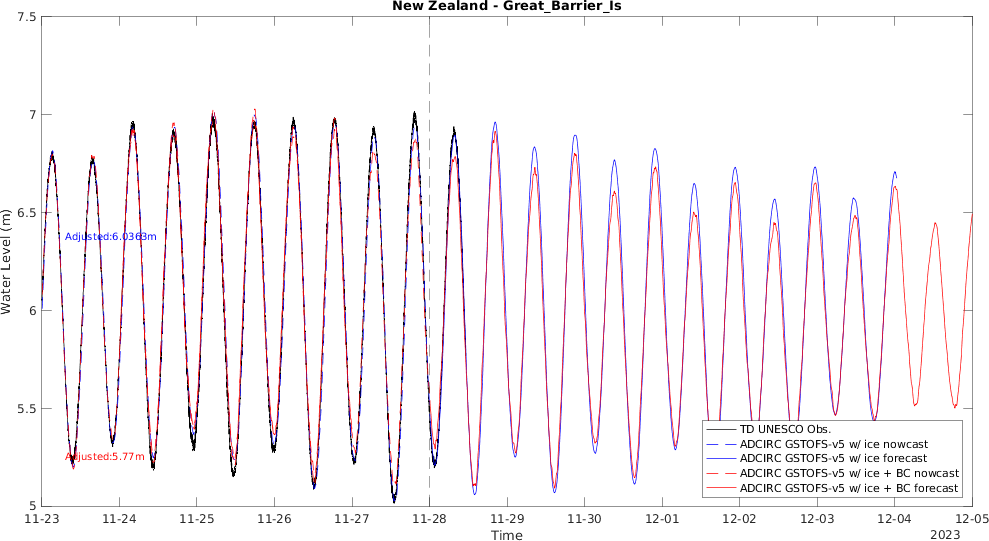 New Zealand - Great_Barrier_Is
7.5
7
6.5
6
5.5
5
Water Level (m)
Adjusted:6.0363m
Adjusted:5.77m
TD UNESCO Obs.
ADCIRC GSTOFS-v5 w/ ice nowcast
ADCIRC GSTOFS-v5 w/ ice forecast
ADCIRC GSTOFS-v5 w/ ice + BC nowcast
ADCIRC GSTOFS-v5 w/ ice + BC forecast
11-23 11-24 11-25 11-26 11-27 11-28 11-29 11-30 12-01 12-02 12-03 12-04 12-05
Time
2023